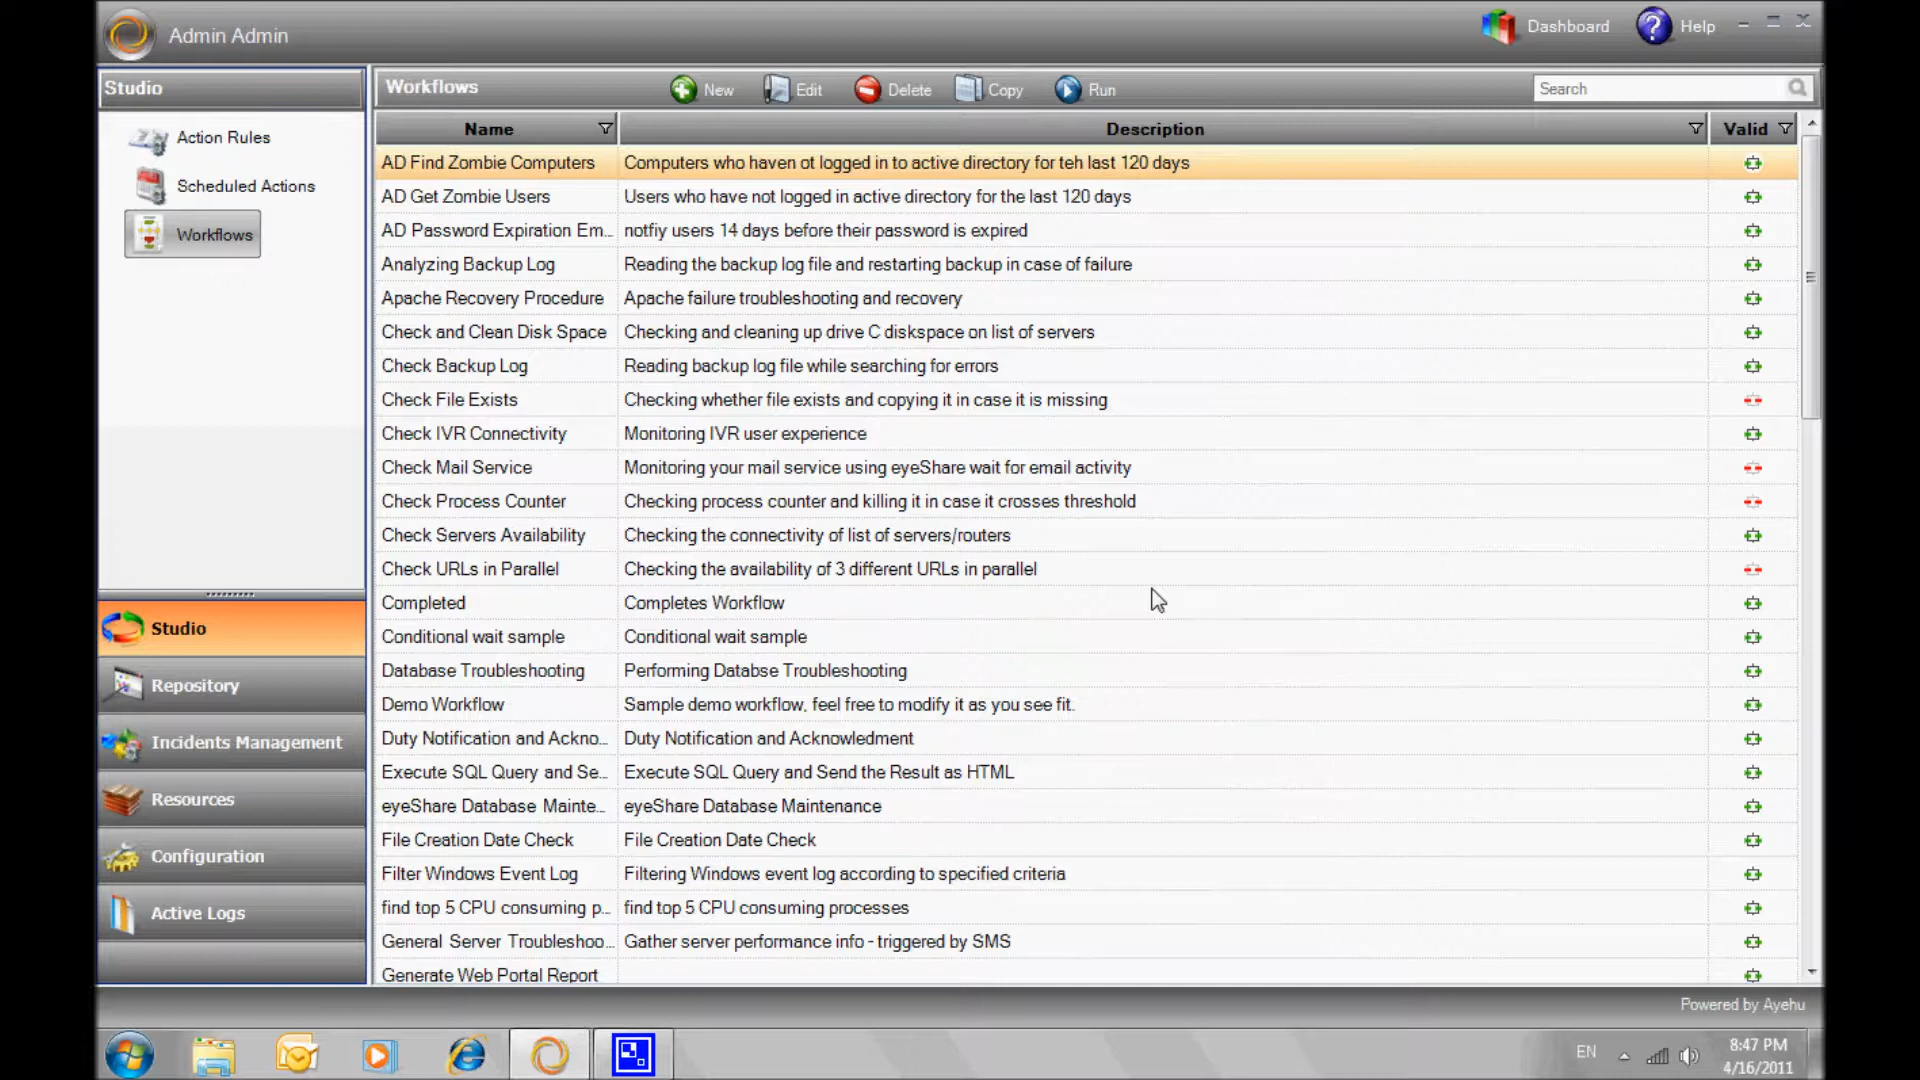 Admin Admin
Dashboard
Help
Studio
Action Rules
Scheduled Actions
Workflows
Studio
Repository
Incidents Management
Resources
Configuration
Active Logs
Workflows New Edit Delete Copy Run Search
Name Description Valid
AD Find Zombie Computers Computers who haven ot logged in to active directory for teh last 120 days
AD Get Zombie Users Users who have not logged in active directory for the last 120 days
AD Password Expiration Em... notfiy users 14 days before their password is expired
Analyzing Backup Log Reading the backup log file and restarting backup in case of failure
Apache Recovery Procedure Apache failure troubleshooting and recovery
Check and Clean Disk Space Checking and cleaning up drive C diskspace on list of servers
Check Backup Log Reading backup log file while searching for errors
Check File Exists Checking whether file exists and copying it in case it is missing
Check IVR Connectivity Monitoring IVR user experience
Check Mail Service Monitoring your mail service using eyeShare wait for email activity
Check Process Counter Checking process counter and killing it in case it crosses threshold
Check Servers Availability Checking the connectivity of list of servers/routers
Check URLs in Parallel Checking the availability of 3 different URLs in parallel
Completed Completes Workflow
Conditional wait sample Conditional wait sample
Database Troubleshooting Performing Databse Troubleshooting
Demo Workflow Sample demo workflow, feel free to modify it as you see fit.
Duty Notification and Ackno... Duty Notification and Acknowledment
Execute SQL Query and Se... Execute SQL Query and Send the Result as HTML
eyeShare Database Mainte... eyeShare Database Maintenance
File Creation Date Check File Creation Date Check
Filter Windows Event Log Filtering Windows event log according to specified criteria
find top 5 CPU consuming p... find top 5 CPU consuming processes
General Server Troubleshoo... Gather server performance info - triggered by SMS
Generate Web Portal Report
Powered by Ayehu
EN
8:47 PM
4/16/2011